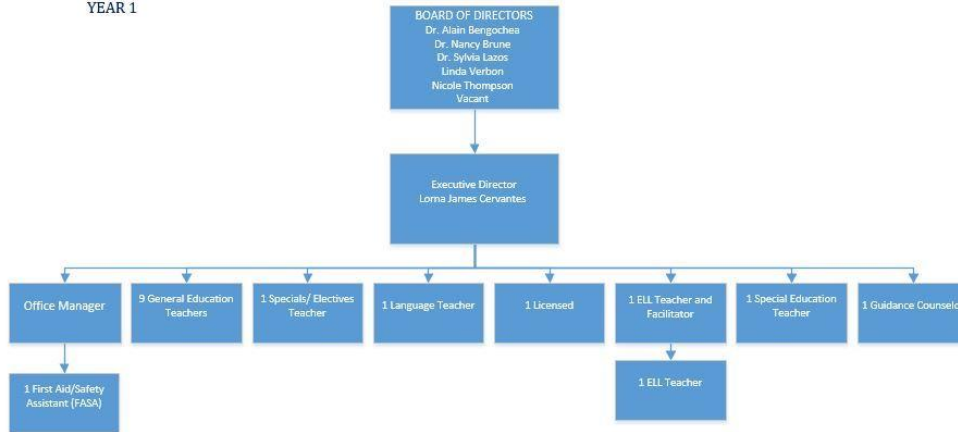 YEAR 1
BOARD OF DIRECTORS
Dr. Alain Bengochea
Dr. Nancy Brune
Dr. Sylvia Lazos
Linda Verbon
Nicole Thompson
Vacant
Executive Director
Lorna James Cervantes
Office Manager
9 General Education
Teachers
1 Specials/ Electives
Teacher
1 Language Teacher
1 Licensed
1 ELL Teacher and
Facilitator
1 Special Education
Teacher
1 Guidance Counselo
1 First Aid/Safety
Assistant (FASA)
1 ELL Teacher